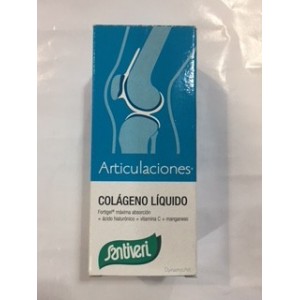 Articulaciones
COLÁGENO LÍQUIDO
Fortigel® máxima absorción
+ ácido hialurónico + vitamina C + manganeso
Santiveri